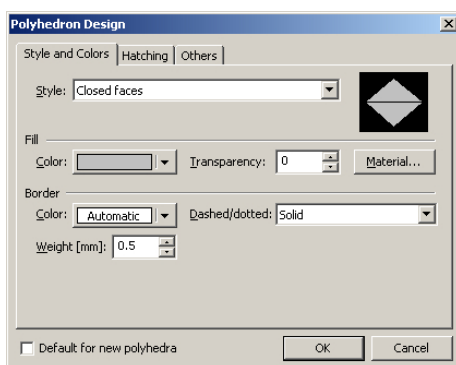 Polyhedron Design
Style and Colors Hatching Others
Style: Closed faces
Fill
Color: Transparency: 0 Material...
Border
Color: Automatic Dashed/dotted: Solid
Weight [mm]: 0.5
Default for new polyhedra OK Cancel